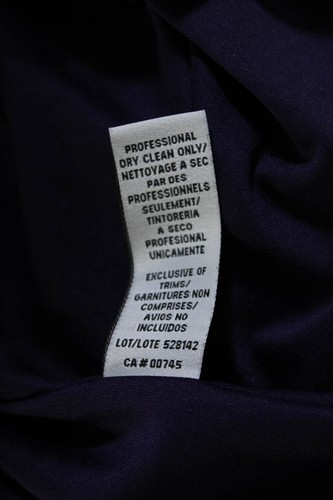 PROFESSIONAL
DRY CLEAN ONLY/
NETTOYAGE A SEC
PAR DES
PROFESSIONNELS
SEULEMENT/
TINTORERIA
A SECO
PROFESIONAL
UNICAMENTE
EXCLUSIVE OF
TRIMS/
GARNITURES NON
COMPRISES/
AVIOS NO
INCLUIDOS
LOT/LOTE 528142
CA# 00745